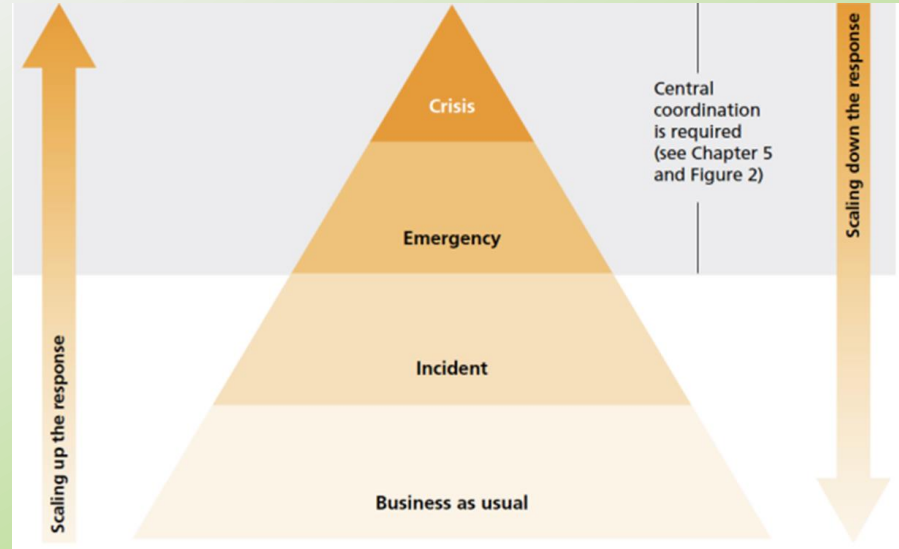 Scaling up the response
Crisis
Emergency
Incident
Business as usual
Central
coordination
is required
(see Chapter 5
and Figure 2)
Scaling down the response